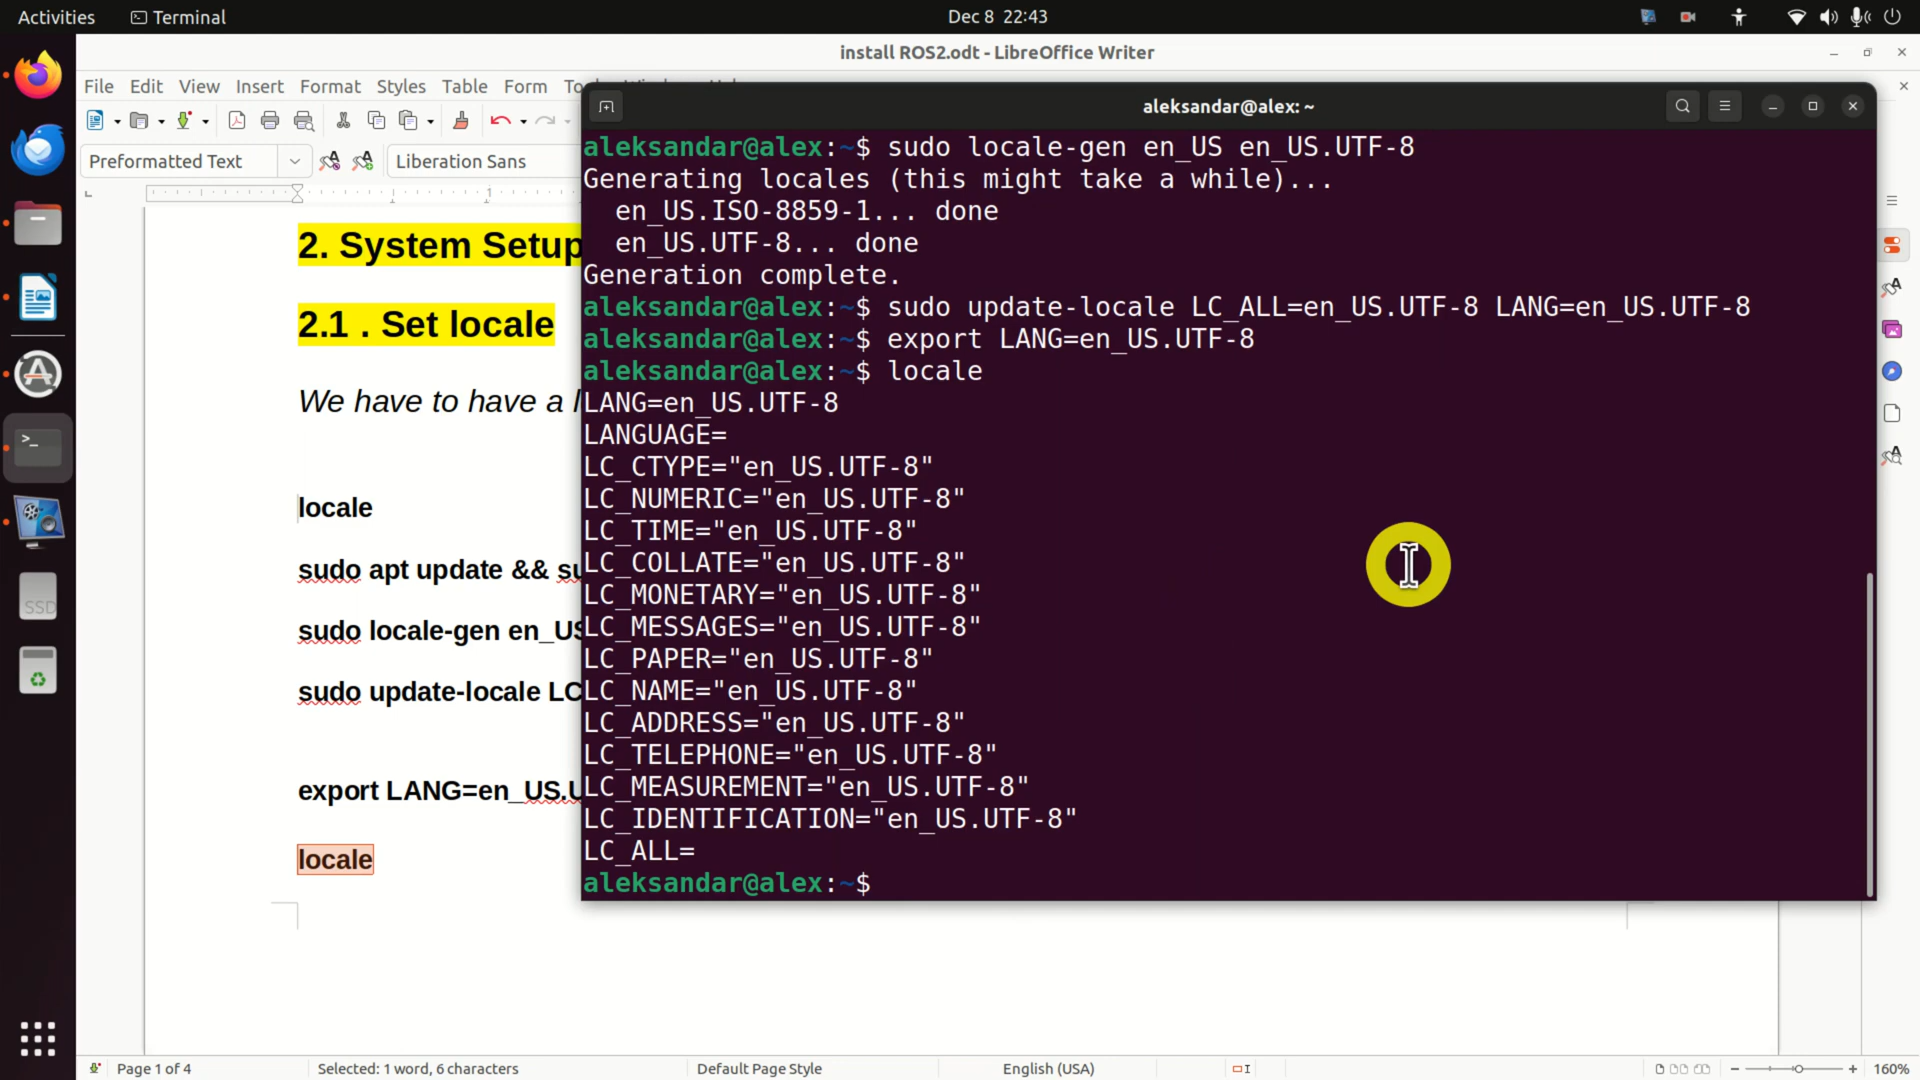 Activities
Terminal
Dec 8 22:43
install ROS2.odt - LibreOffice Writer
File Edit View Insert Format
Preformatted Text
Liberation Sans
1
2. System Setup
2.1 . Set locale
We have to have a
locale
sudo apt update && su
sudo locale-gen en_US
sudo update-locale LC
export LANG=en_US.U
locale
SSD
aleksandar@alex: ~
aleksandar@alex:~$ sudo locale-gen en_US en_US.UTF-8
Generating locales (this might take a while)...
en_US.ISO-8859-1... done
en_US.UTF-8... done
Generation complete.
aleksandar@alex:~$ sudo update-locale LC_ALL=en_US.UTF-8 LANG=en_US.UTF-8
aleksandar@alex:~$ export LANG=en_US.UTF-8
aleksandar@alex:~$ locale
LANG=en_US.UTF-8
LANGUAGE=
LC_CTYPE="en_US.UTF-8"
LC_NUMERIC="en_US.UTF-8"
LC_TIME="en_US.UTF-8"
LC_COLLATE="en_US.UTF-8"
LC_MONETARY="en_US.UTF-8"
LC_MESSAGES="en_US.UTF-8"
LC_PAPER="en_US.UTF-8"
LC_NAME="en_US.UTF-8"
LC_ADDRESS="en_US.UTF-8"
LC_TELEPHONE="en_US.UTF-8"
LC_MEASUREMENT="en_US.UTF-8"
LC_IDENTIFICATION="en_US.UTF-8"
LC_ALL=
aleksandar@alex:~$
Page 1 of 4
Selected: 1 word, 6 characters
Default Page Style
English (USA)
160%